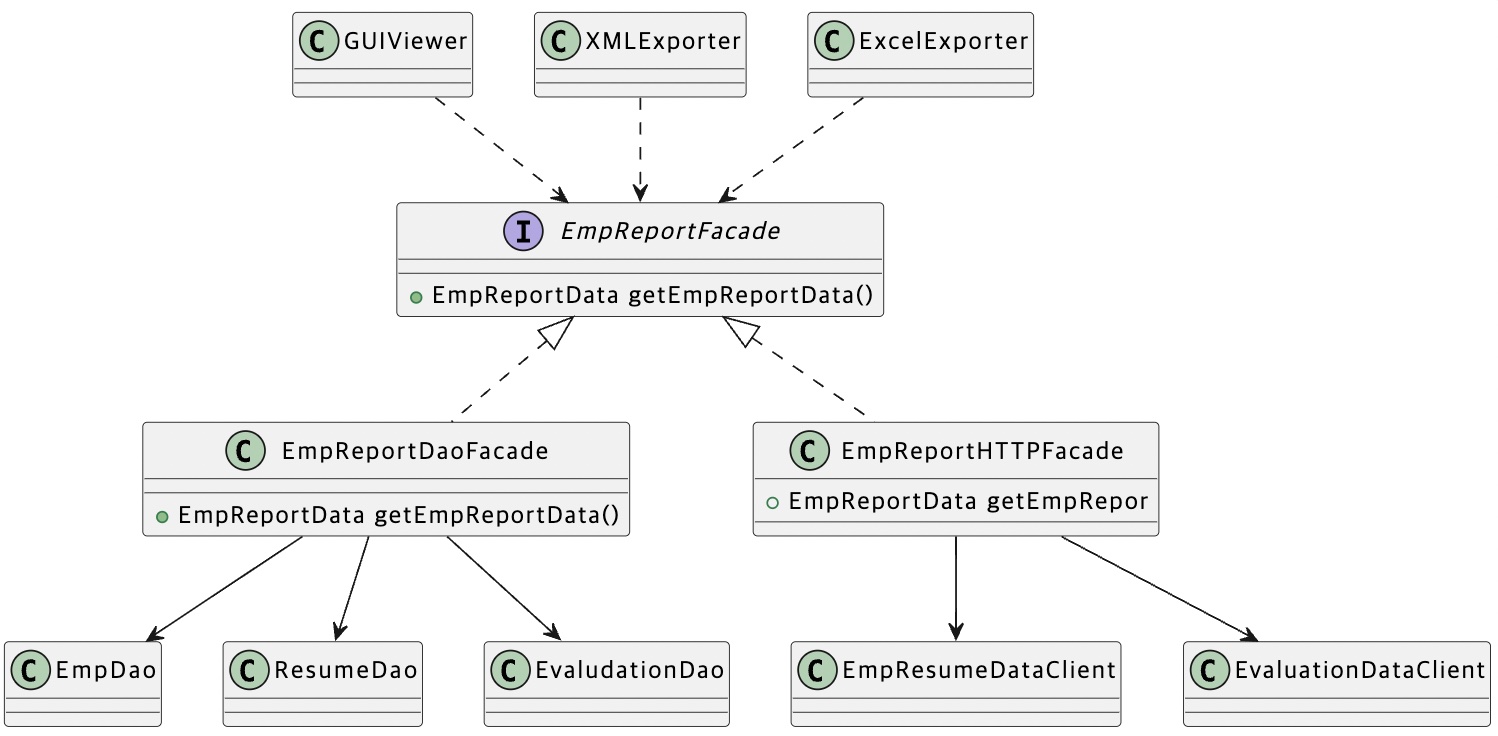 C GUIViewer
C XMLExporter
C ExcelExporter
I EmpReportFacade
EmpReportData getEmpReportData()
C EmpReportDaoFacade
EmpReportData getEmpReportData()
C EmpReportHTTPFacade
EmpReportData getEmpRepor
C EmpDao
C ResumeDao
C EvaludationDao
C EmpResumeDataClient
C EvaluationDataClient